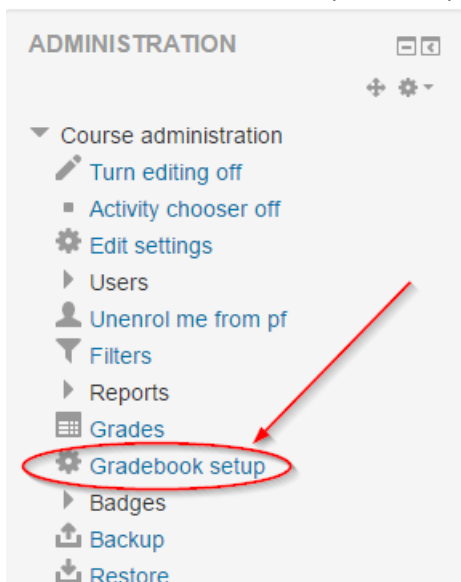 ADMINISTRATION
Course administration
Turn editing off
Activity chooser off
Edit settings
Users
Unenrol me from pf
Filters
Reports
Grades
Gradebook setup
Badges
Backup
Restore